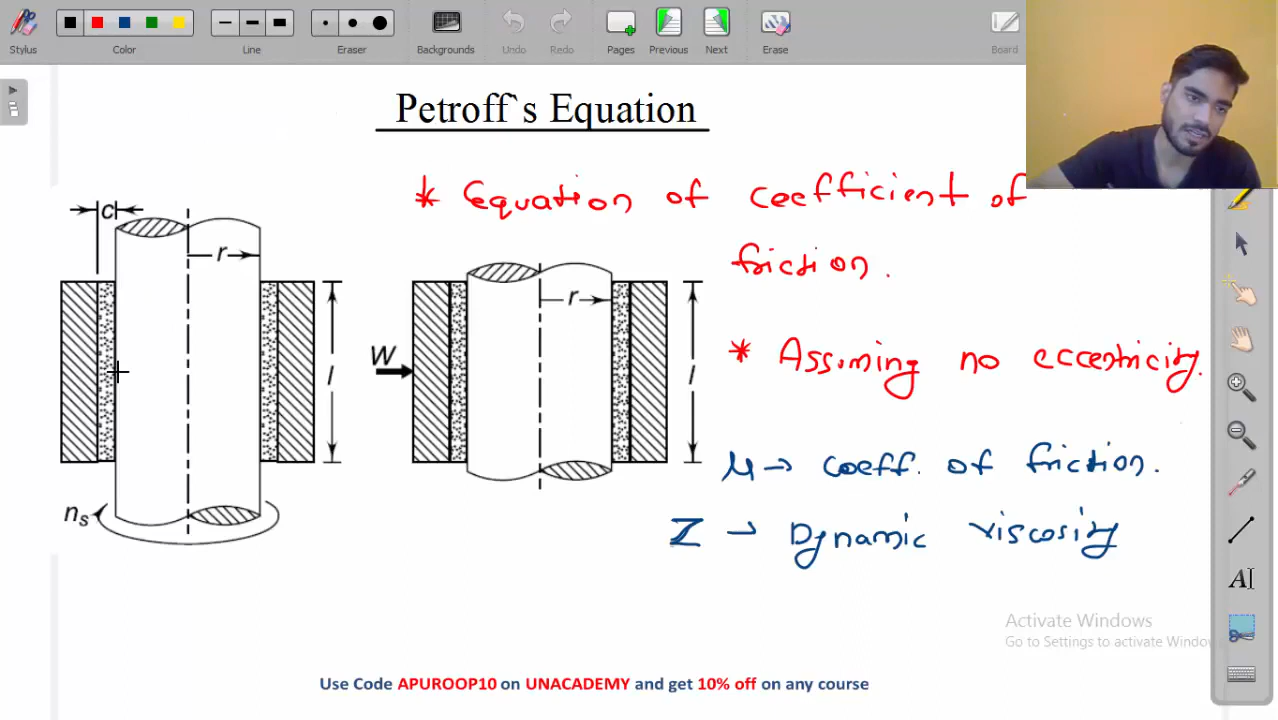 Stylus
Color
Line
Eraser
Backgrounds
Undo
Redo
Pages
Previous
Next
Erase
Board
Petroff`s Equation
* Equation of coefficient of
friction.
* Assuming no eccentricity.
μ → coeff. of friction.
Z → Dynamic viscosity
c
r
l
n_s
W
r
l
A
Activate Windows
Go to Settings to activate Windo
Use Code APUROOP10 on UNACADEMY and get 10% off on any course